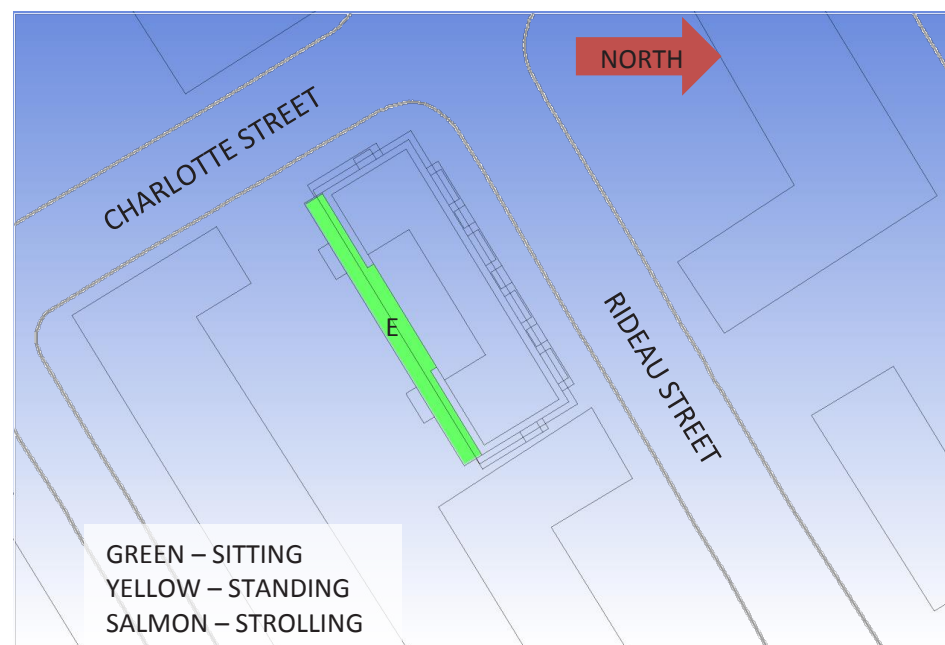 NORTH
CHARLOTTE STREET
E
RIDEAU STREET
GREEN – SITTING
YELLOW – STANDING
SALMON – STROLLING